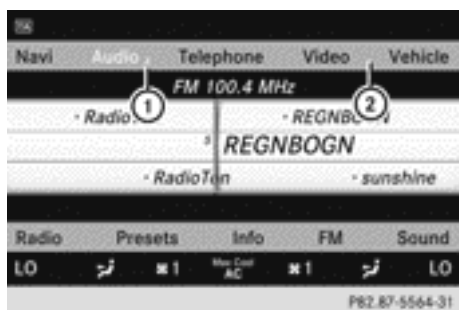 Navi Audio Telephone Video Vehicle
FM 100.4 MHz
1 2
· Radio · REGNBOGN
5 REGNBOGN
· RadioTon · sunshine
Radio Presets Info FM Sound
LO 1 Max Cool AC 1 LO
P82.87-5564-31